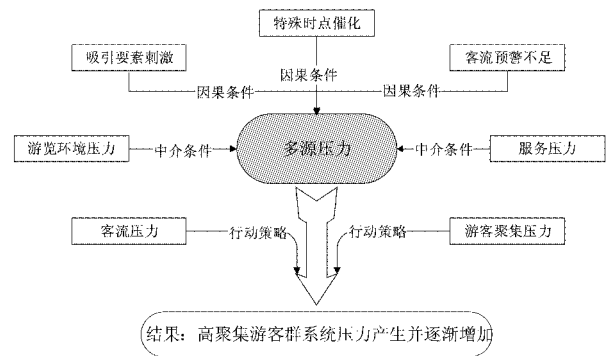 特殊时点催化
吸引要素刺激
客流预警不足
因果条件
因果条件
因果条件
游览环境压力
中介条件
多源压力
中介条件
服务压力
客流压力
行动策略
行动策略
游客聚集压力
结果：高聚集游客群系统压力产生并逐渐增加